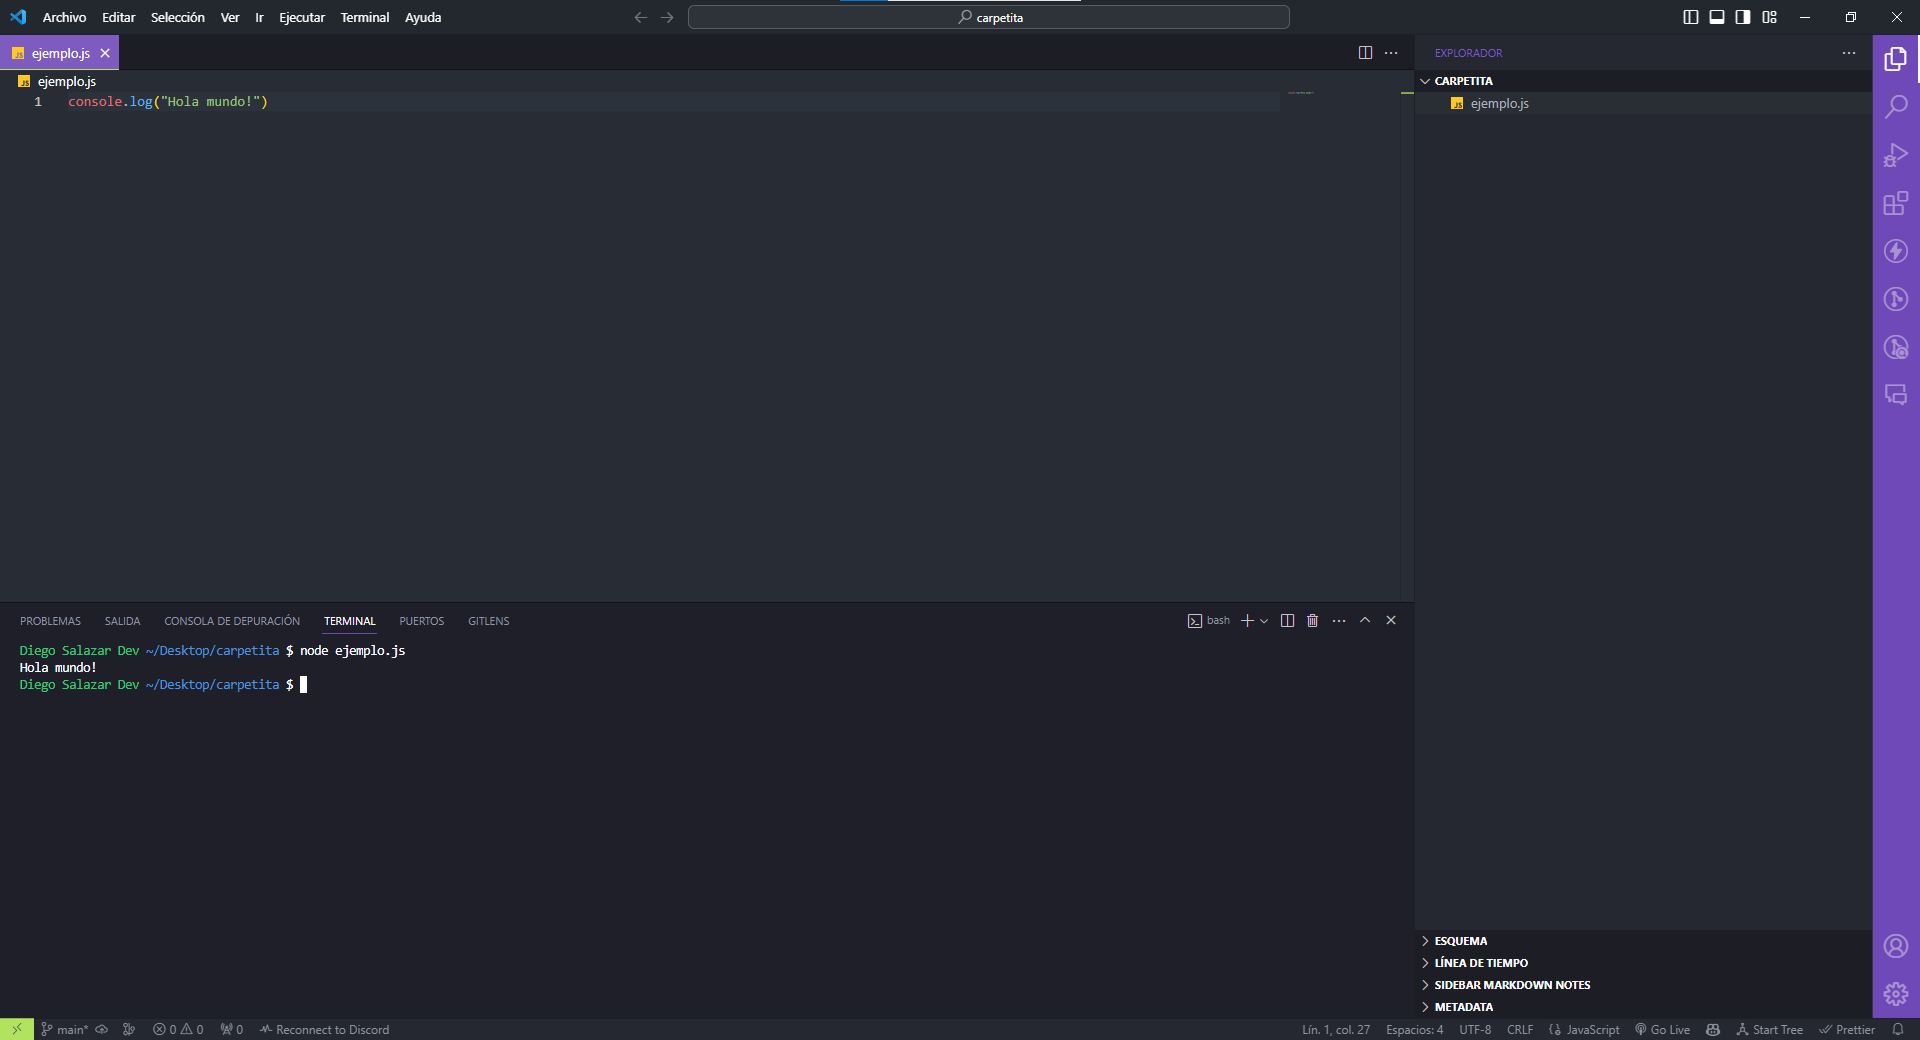 Archivo Editar Selección Ver Ir Ejecutar Terminal Ayuda
carpetita
JS ejemplo.js
JS ejemplo.js
1 console.log("Hola mundo!")
EXPLORADOR
CARPETITA
JS ejemplo.js
PROBLEMAS SALIDA CONSOLA DE DEPURACIÓN TERMINAL PUERTOS GITLENS
bash
Diego Salazar Dev ~/Desktop/carpetita $ node ejemplo.js
Hola mundo!
Diego Salazar Dev ~/Desktop/carpetita $
ESQUEMA
LÍNEA DE TIEMPO
SIDEBAR MARKDOWN NOTES
METADATA
main* 0 0 0 Reconnect to Discord Lín. 1, col. 27 Espacios: 4 UTF-8 CRLF JavaScript Go Live Start Tree Prettier